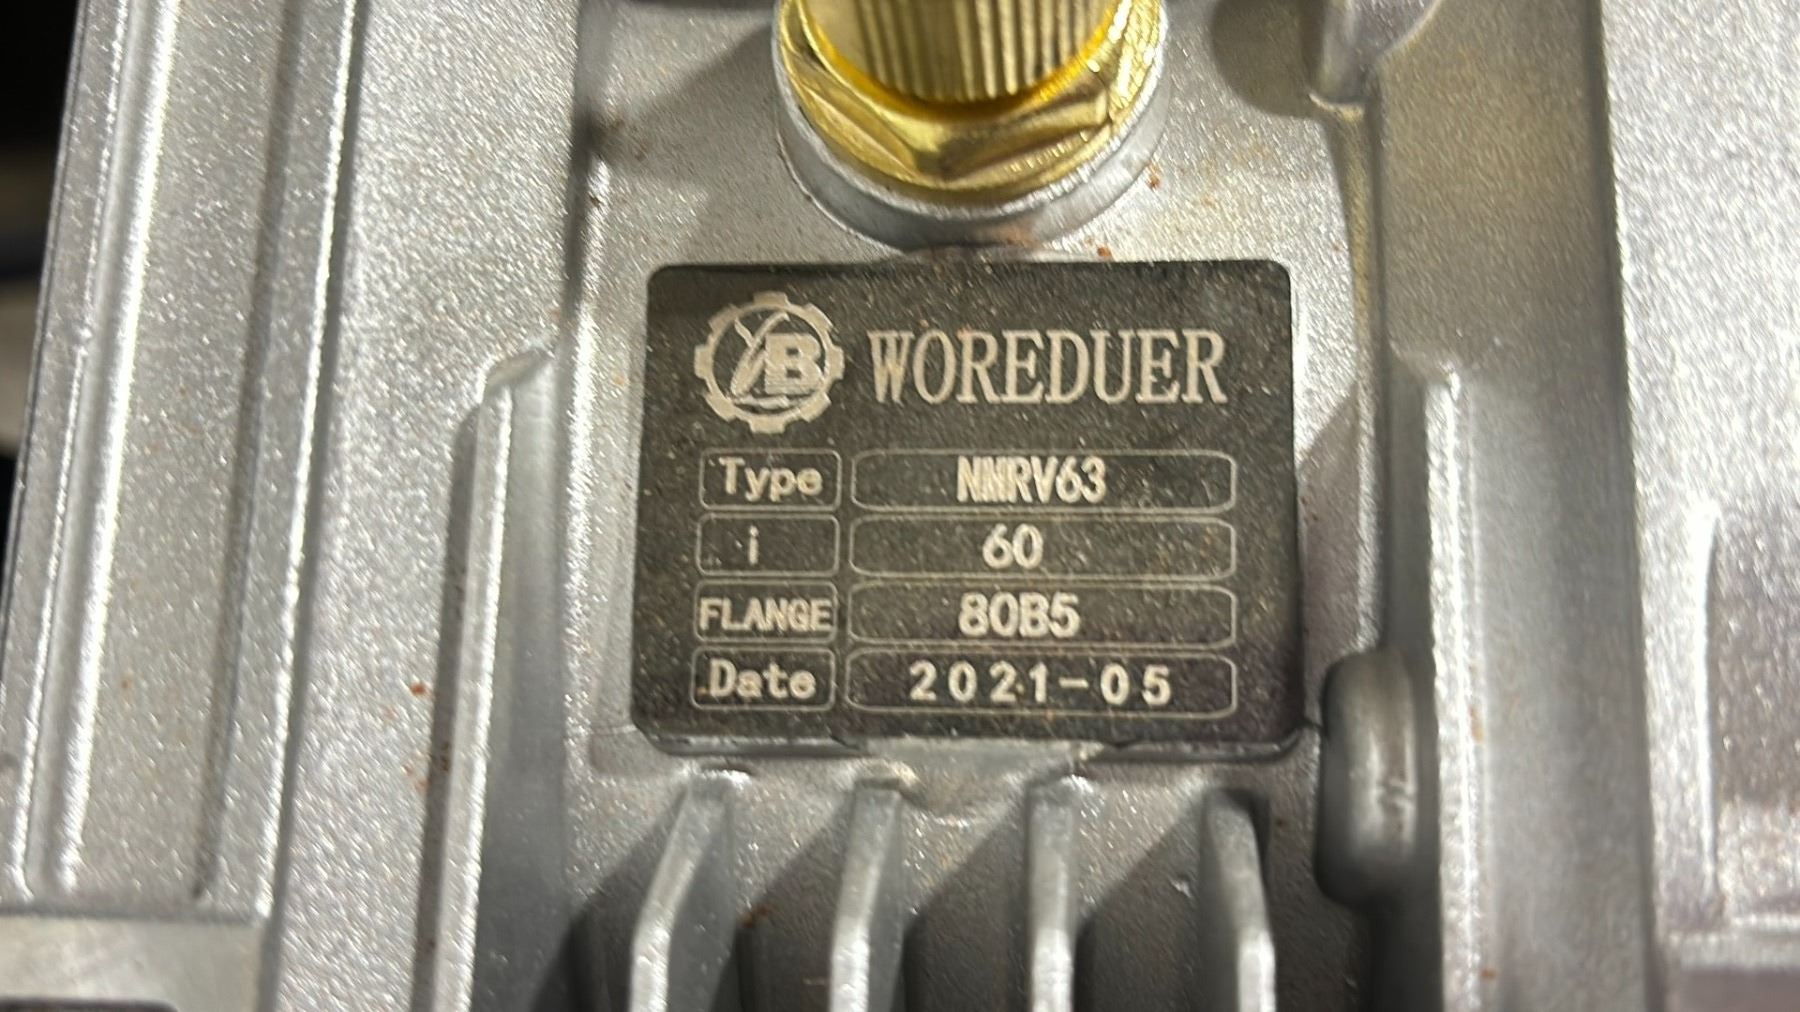 B WOREDUER
Type NMRV63
i 60
FLANGE 80B5
Date 2021-05